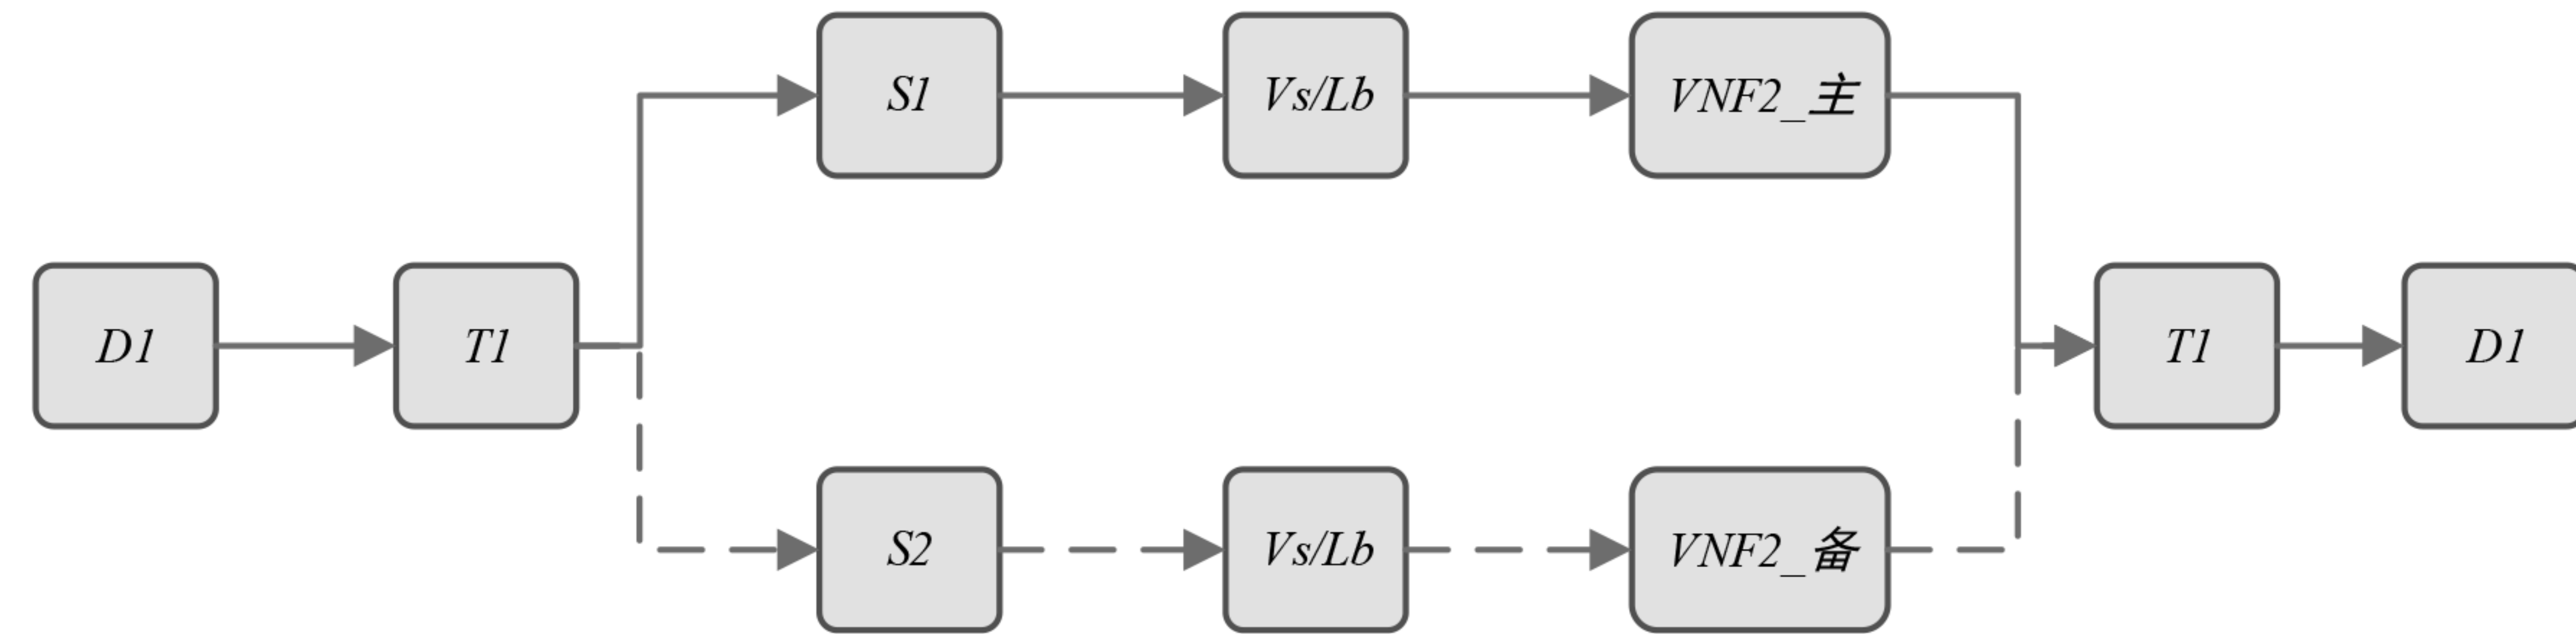 S1
Vs/Lb
VNF2_主
D1
T1
T1
D1
S2
Vs/Lb
VNF2_备